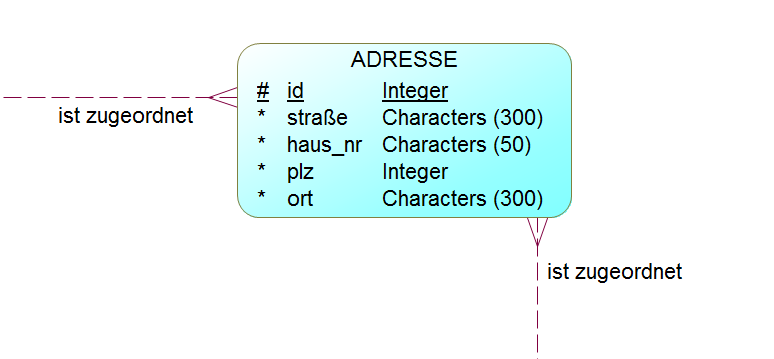 ADRESSE
# id Integer
ist zugeordnet
* straße Characters (300)
* haus_nr Characters (50)
* plz Integer
* ort Characters (300)
ist zugeordnet